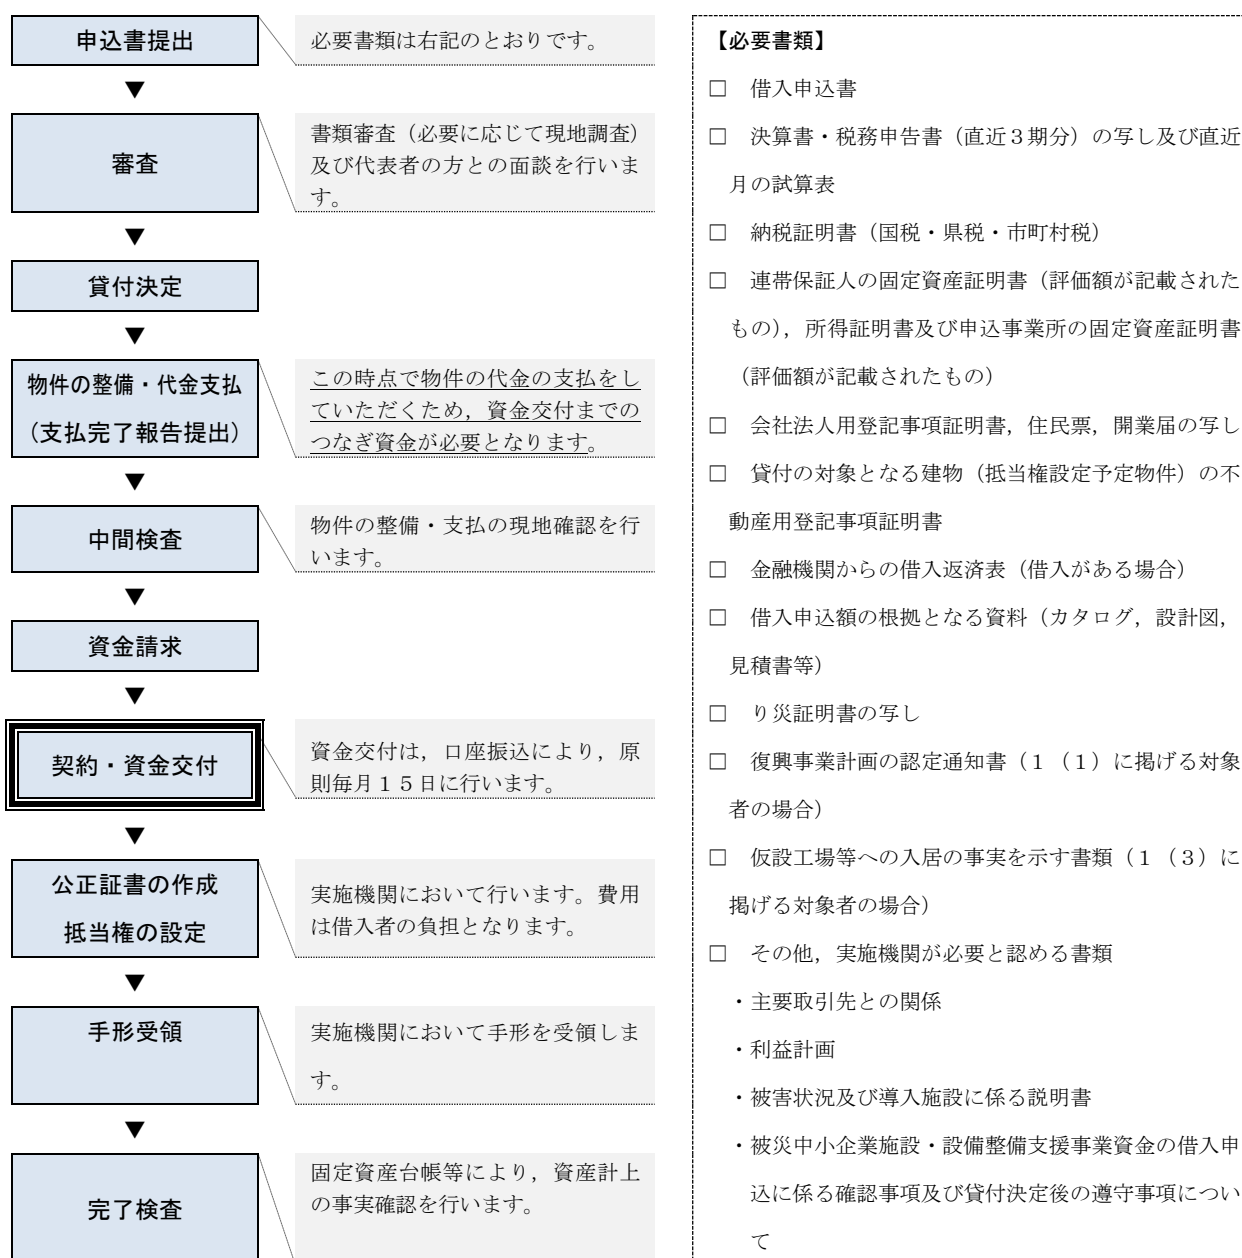 申込書提出
必要書類は右記のとおりです。
▼
審査
書類審査（必要に応じて現地調査）
及び代表者の方との面談を行いま
す。
▼
貸付決定
▼
物件の整備・代金支払
（支払完了報告提出）
この時点で物件の代金の支払をし
ていただくため，資金交付までの
つなぎ資金が必要となります。
▼
中間検査
物件の整備・支払の現地確認を行
います。
▼
資金請求
▼
契約・資金交付
資金交付は，口座振込により，原
則毎月１５日に行います。
▼
公正証書の作成
抵当権の設定
実施機関において行います。費用
は借入者の負担となります。
▼
手形受領
実施機関において手形を受領しま
す。
▼
完了検査
固定資産台帳等により，資産計上
の事実確認を行います。
【必要書類】
□　借入申込書
□　決算書・税務申告書（直近３期分）の写し及び直近
月の試算表
□　納税証明書（国税・県税・市町村税）
□　連帯保証人の固定資産証明書（評価額が記載された
もの），所得証明書及び申込事業所の固定資産証明書
（評価額が記載されたもの）
□　会社法人用登記事項証明書，住民票，開業届の写し
□　貸付の対象となる建物（抵当権設定予定物件）の不
動産用登記事項証明書
□　金融機関からの借入返済表（借入がある場合）
□　借入申込額の根拠となる資料（カタログ，設計図，
見積書等）
□　り災証明書の写し
□　復興事業計画の認定通知書（１（１）に掲げる対象
者の場合）
□　仮設工場等への入居の事実を示す書類（１（３）に
掲げる対象者の場合）
□　その他，実施機関が必要と認める書類
・主要取引先との関係
・利益計画
・被害状況及び導入施設に係る説明書
・被災中小企業施設・設備整備支援事業資金の借入申
込に係る確認事項及び貸付決定後の遵守事項につい
て